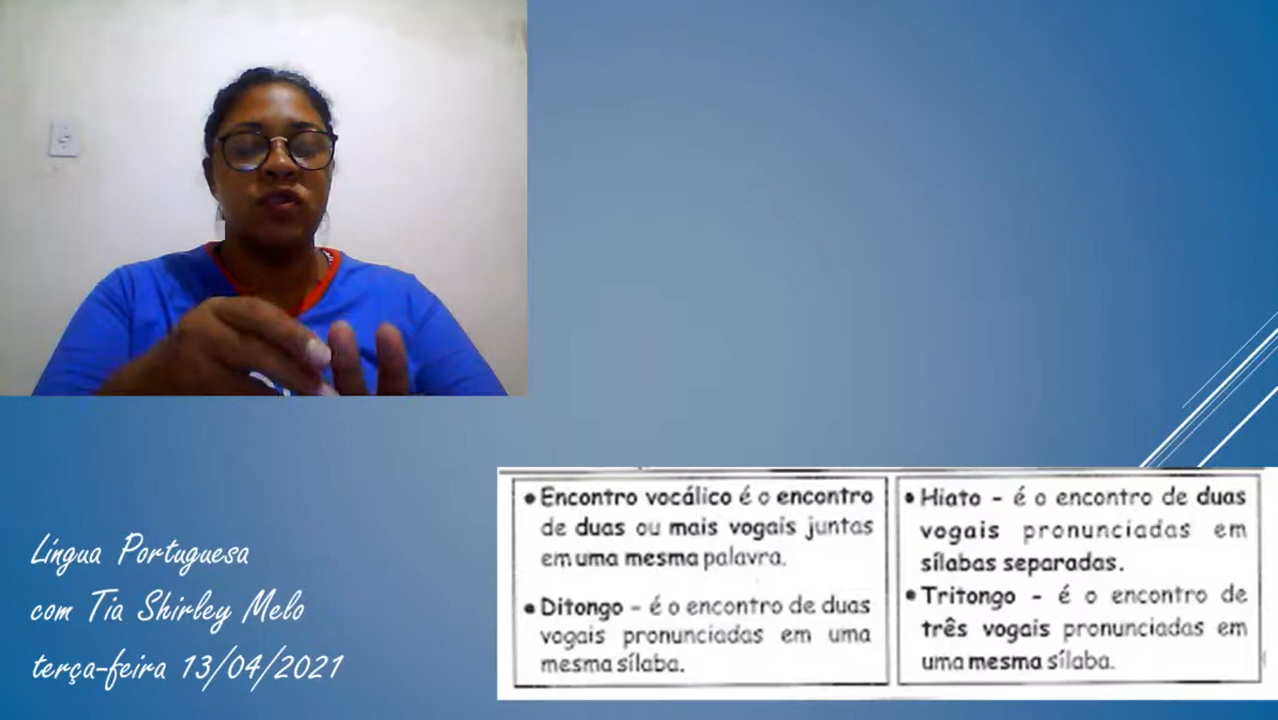 Língua Portuguesa
com Tia Shirley Melo
terça-feira 13/04/2021
• Encontro vocálico é o encontro
de duas ou mais vogais juntas
em uma mesma palavra.
• Ditongo - é o encontro de duas
vogais pronunciadas em uma
mesma sílaba.
• Hiato - é o encontro de duas
vogais pronunciadas em
sílabas separadas.
• Tritongo - é o encontro de
três vogais pronunciadas em
uma mesma sílaba.